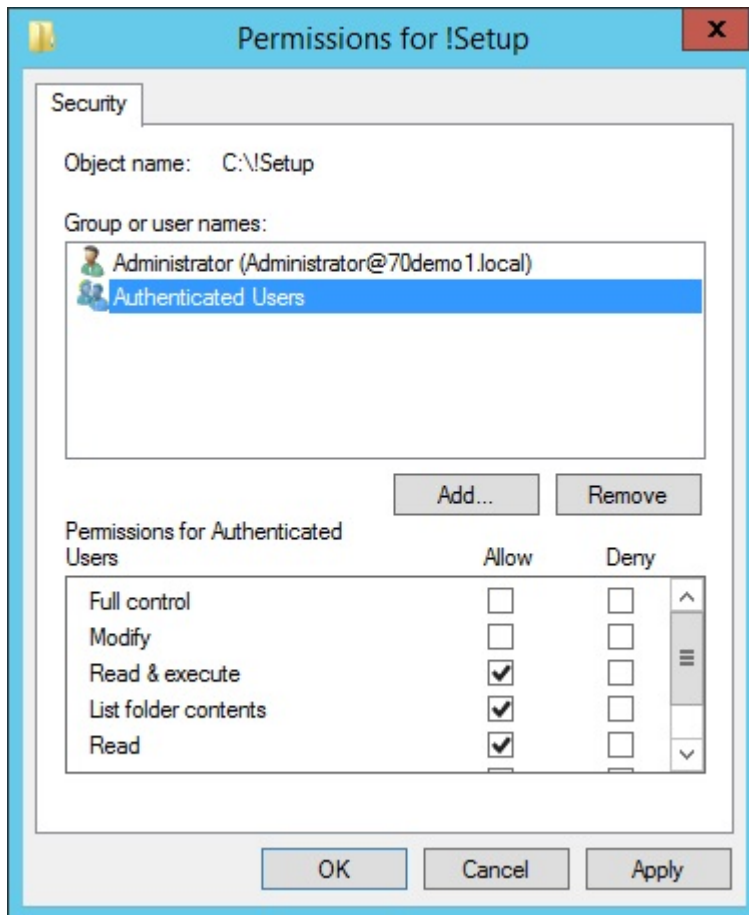 Permissions for !Setup
x
Security
Object name: C:\!Setup
Group or user names:
Administrator (Administrator@70demo1.local)
Authenticated Users
Add... Remove
Permissions for Authenticated
Users Allow Deny
Full control
Modify
Read & execute
List folder contents
Read
OK Cancel Apply